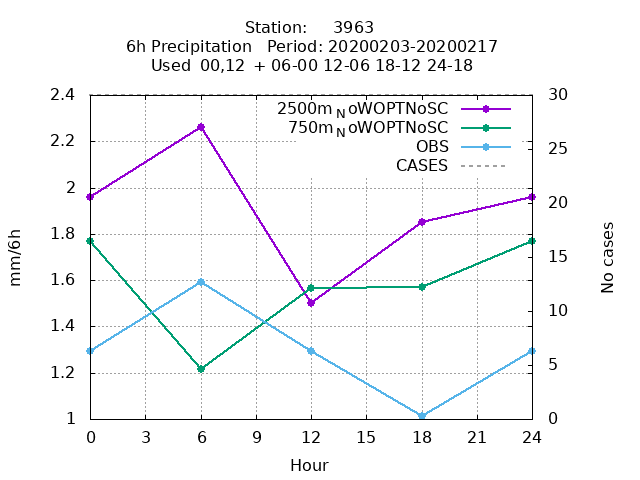 Station:     3963
6h Precipitation   Period: 20200203-20200217
Used  00,12  + 06-00 12-06 18-12 24-18
2.4
2.2
2
1.8
1.6
1.4
1.2
1
30
25
20
15
10
5
0
2500mNoWOPTNoSC
750mNoWOPTNoSC
OBS
CASES
mm/6h
No cases
0 3 6 9 12 15 18 21 24
Hour